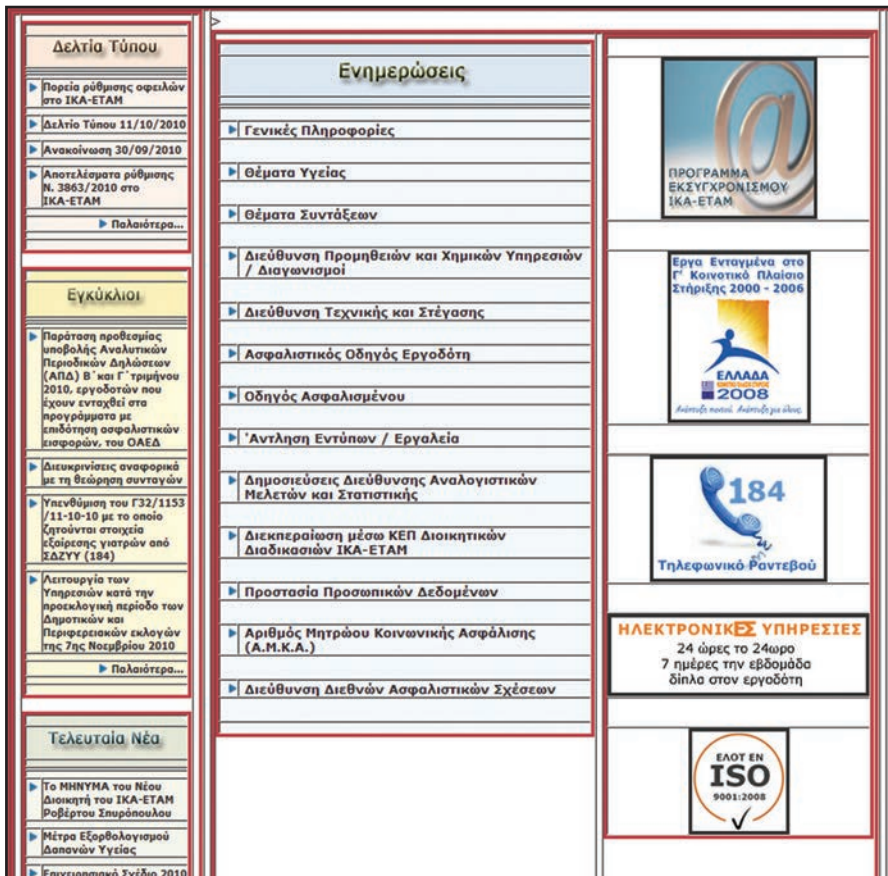 >
Δελτία Τύπου
Πορεία ρύθμισης οφειλών
στο ΙΚΑ-ΕΤΑΜ
Δελτίο Τύπου 11/10/2010
Ανακοίνωση 30/09/2010
Αποτελέσματα ρύθμισης
Ν. 3863/2010 στο
ΙΚΑ-ΕΤΑΜ
Παλαιότερα...
Εγκύκλιοι
Παράταση προθεσμίας
υποβολής Αναλυτικών
Περιοδικών Δηλώσεων
(ΑΠΔ) Β΄και Γ΄τριμήνου
2010, εργοδοτών που
έχουν ενταχθεί στα
προγράμματα με
επιδότηση ασφαλιστικών
εισφορών, του ΟΑΕΔ
Διευκρινίσεις αναφορικά
με τη θεώρηση συνταγών
Υπενθύμιση του Γ32/1153
/11-10-10 με το οποίο
ζητούνται στοιχεία
εξαίρεσης γιατρών από
ΣΔΖΥΥ (184)
Λειτουργία των
Υπηρεσιών κατά την
προεκλογική περίοδο των
Δημοτικών και
Περιφερειακών εκλογών
της 7ης Νοεμβρίου 2010
Παλαιότερα...
Τελευταία Νέα
Το ΜΗΝΥΜΑ του Νέου
Διοικητή του ΙΚΑ-ΕΤΑΜ
Ροβέρτου Σπυρόπουλου
Μέτρα Εξορθολογισμού
Δαπανών Υγείας
Επιχειρησιακό Σχέδιο 2010
Ενημερώσεις
Γενικές Πληροφορίες
Θέματα Υγείας
Θέματα Συντάξεων
Διεύθυνση Προμηθειών και Χημικών Υπηρεσιών
/ Διαγωνισμοί
Διεύθυνση Τεχνικής και Στέγασης
Ασφαλιστικός Οδηγός Εργοδότη
Οδηγός Ασφαλισμένου
'Αντληση Εντύπων / Εργαλεία
Δημοσιεύσεις Διεύθυνσης Αναλογιστικών
Μελετών και Στατιστικής
Διεκπεραίωση μέσω ΚΕΠ Διοικητικών
Διαδικασιών ΙΚΑ-ΕΤΑΜ
Προστασία Προσωπικών Δεδομένων
Αριθμός Μητρώου Κοινωνικής Ασφάλισης
(Α.Μ.Κ.Α.)
Διεύθυνση Διεθνών Ασφαλιστικών Σχέσεων
@
ΠΡΟΓΡΑΜΜΑ
ΕΚΣΥΓΧΡΟΝΙΣΜΟΥ
ΙΚΑ-ΕΤΑΜ
Εργα Ενταγμένα στο
Γ' Κοινοτικό Πλαίσιο
Στήριξης 2000 - 2006
ΕΛΛΑΔΑ
2008
Ανάπτυξη παντού. Ανάπτυξη για όλους.
184
Τηλεφωνικό Ραντεβού
ΗΛΕΚΤΡΟΝΙΚΕΣ ΥΠΗΡΕΣΙΕΣ
24 ώρες το 24ωρο
7 ημέρες την εβδομάδα
δίπλα στον εργοδότη
ΕΛΟΤ ΕΝ
ISO
9001:2008